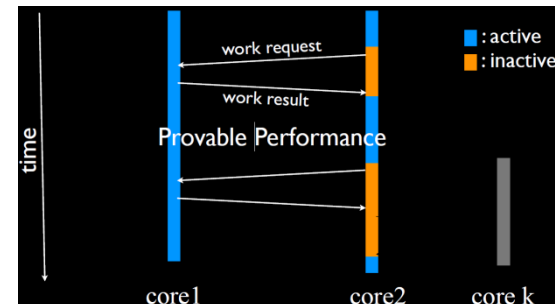 work request
: active
: inactive
work result
Provable Performance
time
core1
core2
core k